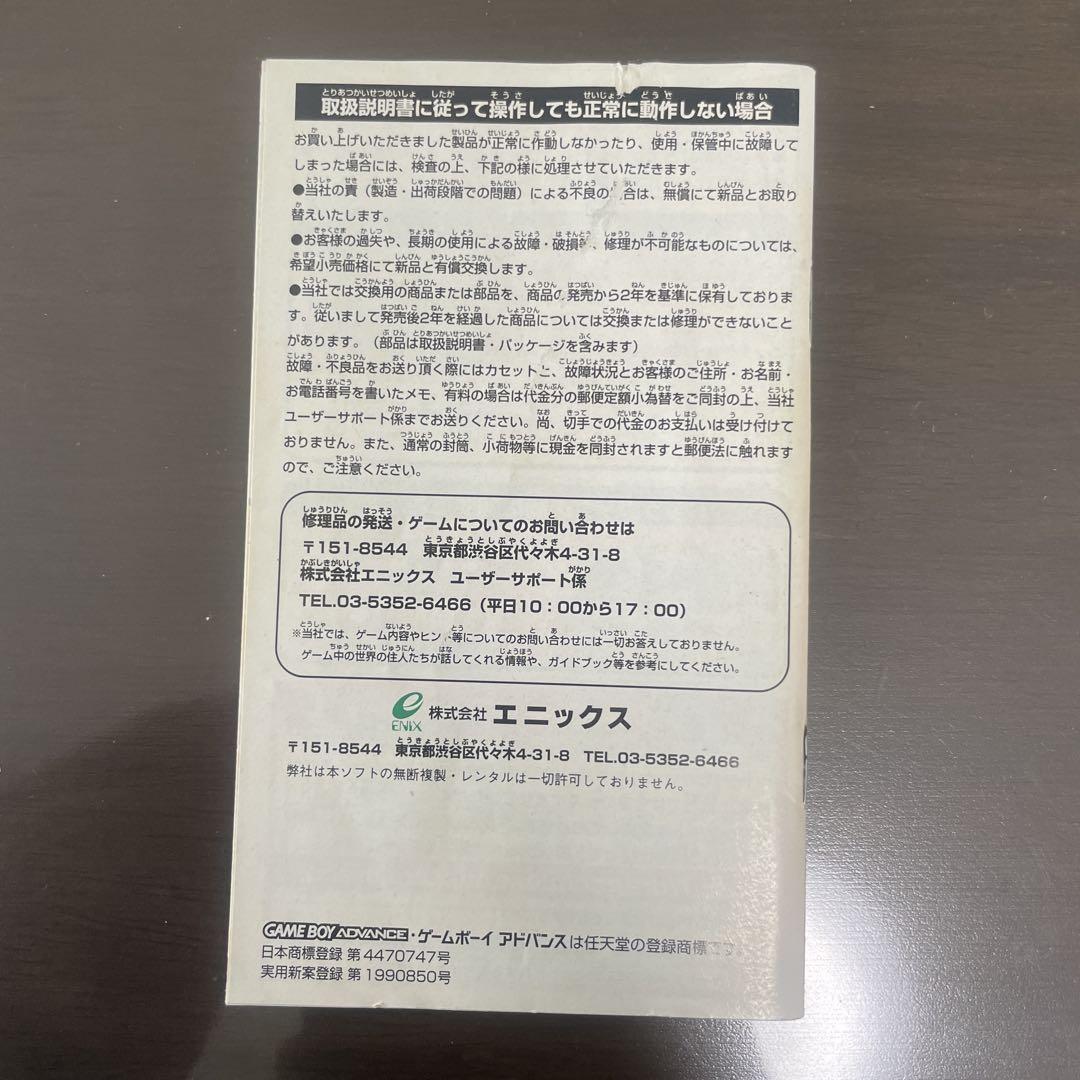 取扱説明書に従って操作しても正常に動作しない場合
お買い上げいただきました製品が正常に作動しなかったり、使用・保管中に故障して
しまった場合には、検査の上、下記の様に処理させていただきます。
●当社の責（製造・出荷段階での問題）による不良の合は、無償にて新品とお取り
替えいたします。
●お客様の過失や、長期の使用による故障・破損等、修理が不可能なものについては、
希望小売価格にて新品と有償交換します。
●当社では交換用の商品または部品を、商品の発売から2年を基準に保有しておりま
す。従いまして発売後2年を経過した商品については交換または修理ができないこと
があります。（部品は取扱説明書・パッケージを含みます）
故障・不良品をお送り頂く際にはカセットと、故障状況とお客様のご住所・お名前・
お電話番号を書いたメモ、有料の場合は代金分の郵便定額小為替をご同封の上、当社
ユーザーサポート係までお送りください。尚、切手での代金のお支払いは受け付けて
おりません。また、通常の封筒、小荷物等に現金を同封されますと郵便法に触れます
ので、ご注意ください。
修理品の発送・ゲームについてのお問い合わせは
〒151-8544 東京都渋谷区代々木4-31-8
株式会社エニックス ユーザーサポート係
TEL.03-5352-6466（平日10：00から17：00）
※当社では、ゲーム内容やヒント等についてのお問い合わせには一切お答えしておりません。
ゲーム中の世界の住人たちが話してくれる情報や、ガイドブック等を参考にしてください。
e ENIX 株式会社 エニックス
〒151-8544 東京都渋谷区代々木4-31-8 TEL.03-5352-6466
弊社は本ソフトの無断複製・レンタルは一切許可しておりません。
GAME BOY ADVANCE・ゲームボーイ アドバンスは任天堂の登録商標です。
日本商標登録 第4470747号
実用新案登録 第1990850号